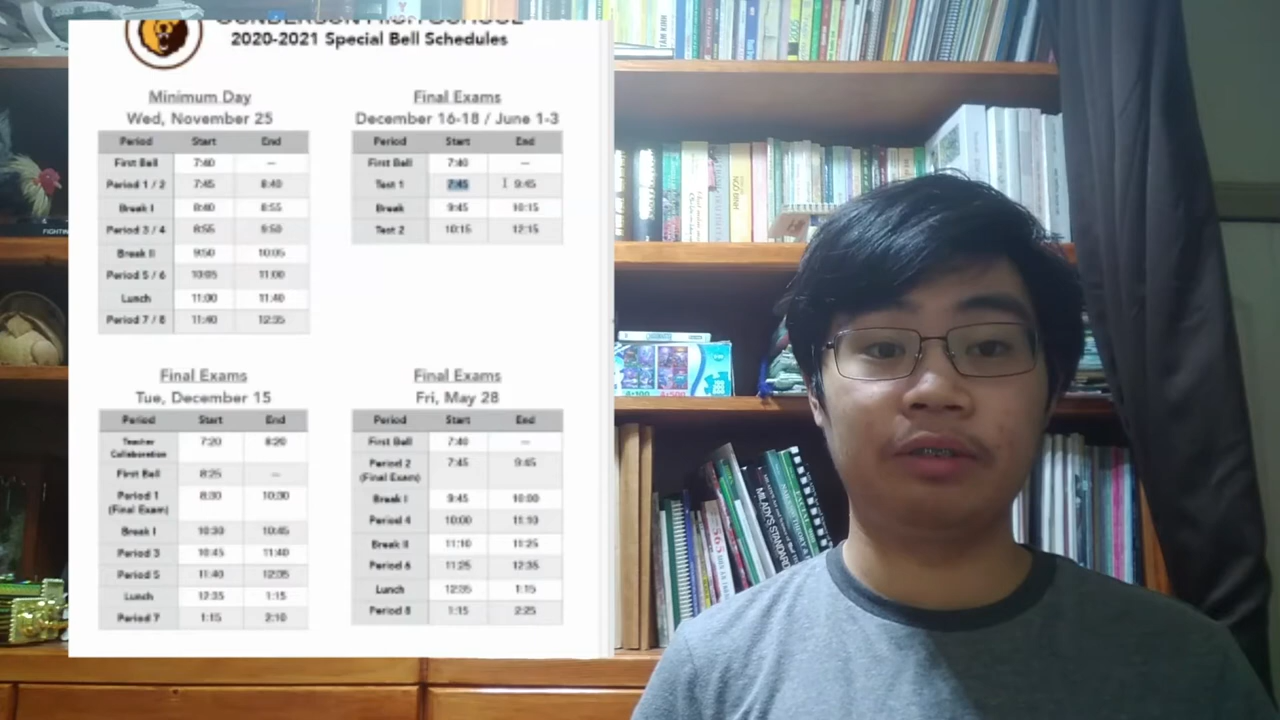 GUNDERSON HIGH SCHOOL
2020-2021 Special Bell Schedules
Minimum Day
Wed, November 25
Period Start End
First Bell 7:40 —
Period 1 / 2 7:45 8:40
Break I 8:40 8:55
Period 3 / 4 8:55 9:50
Break II 9:50 10:05
Period 5 / 6 10:05 11:00
Lunch 11:00 11:40
Period 7 / 8 11:40 12:35
Final Exams
December 16-18 / June 1-3
Period Start End
First Bell 7:40 —
Test 1 7:45 9:45
Break 9:45 10:15
Test 2 10:15 12:15
Final Exams
Tue, December 15
Period Start End
Teacher
Collaboration 7:20 8:20
First Bell 8:25 —
Period 1
(Final Exam) 8:30 10:30
Break I 10:30 10:45
Period 3 10:45 11:40
Period 5 11:40 12:35
Lunch 12:35 1:15
Period 7 1:15 2:10
Final Exams
Fri, May 28
Period Start End
First Bell 7:40 —
Period 2
(Final Exam) 7:45 9:45
Break I 9:45 10:00
Period 4 10:00 11:10
Break II 11:10 11:25
Period 6 11:25 12:35
Lunch 12:35 1:15
Period 8 1:15 2:25
MILADY'S STANDARD